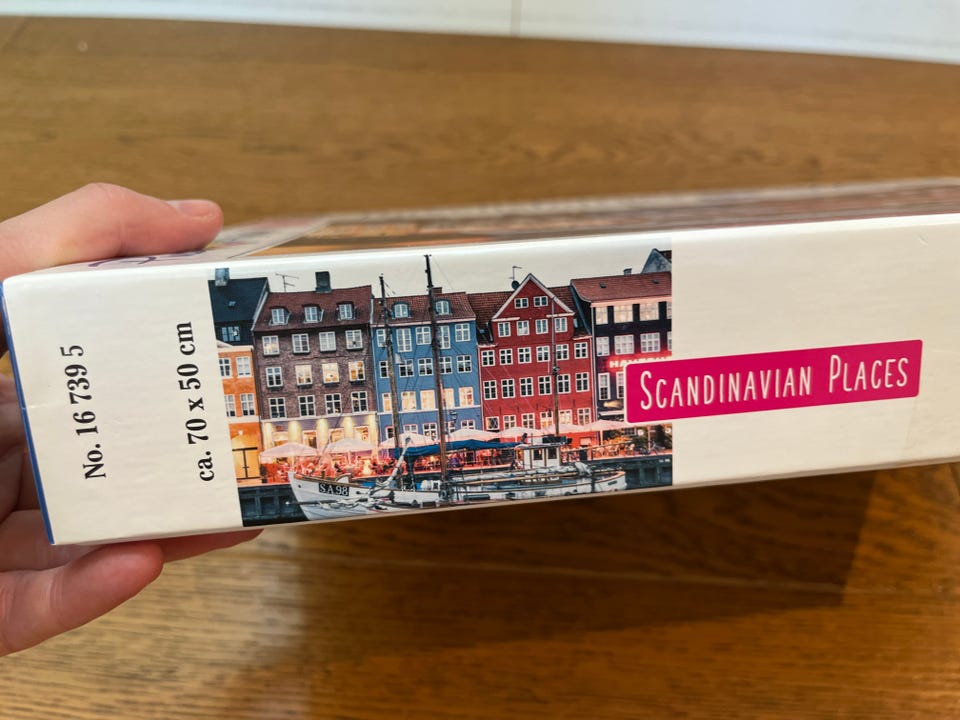 No. 16 739 5
ca. 70 x 50 cm
SA 98
SCANDINAVIAN PLACES